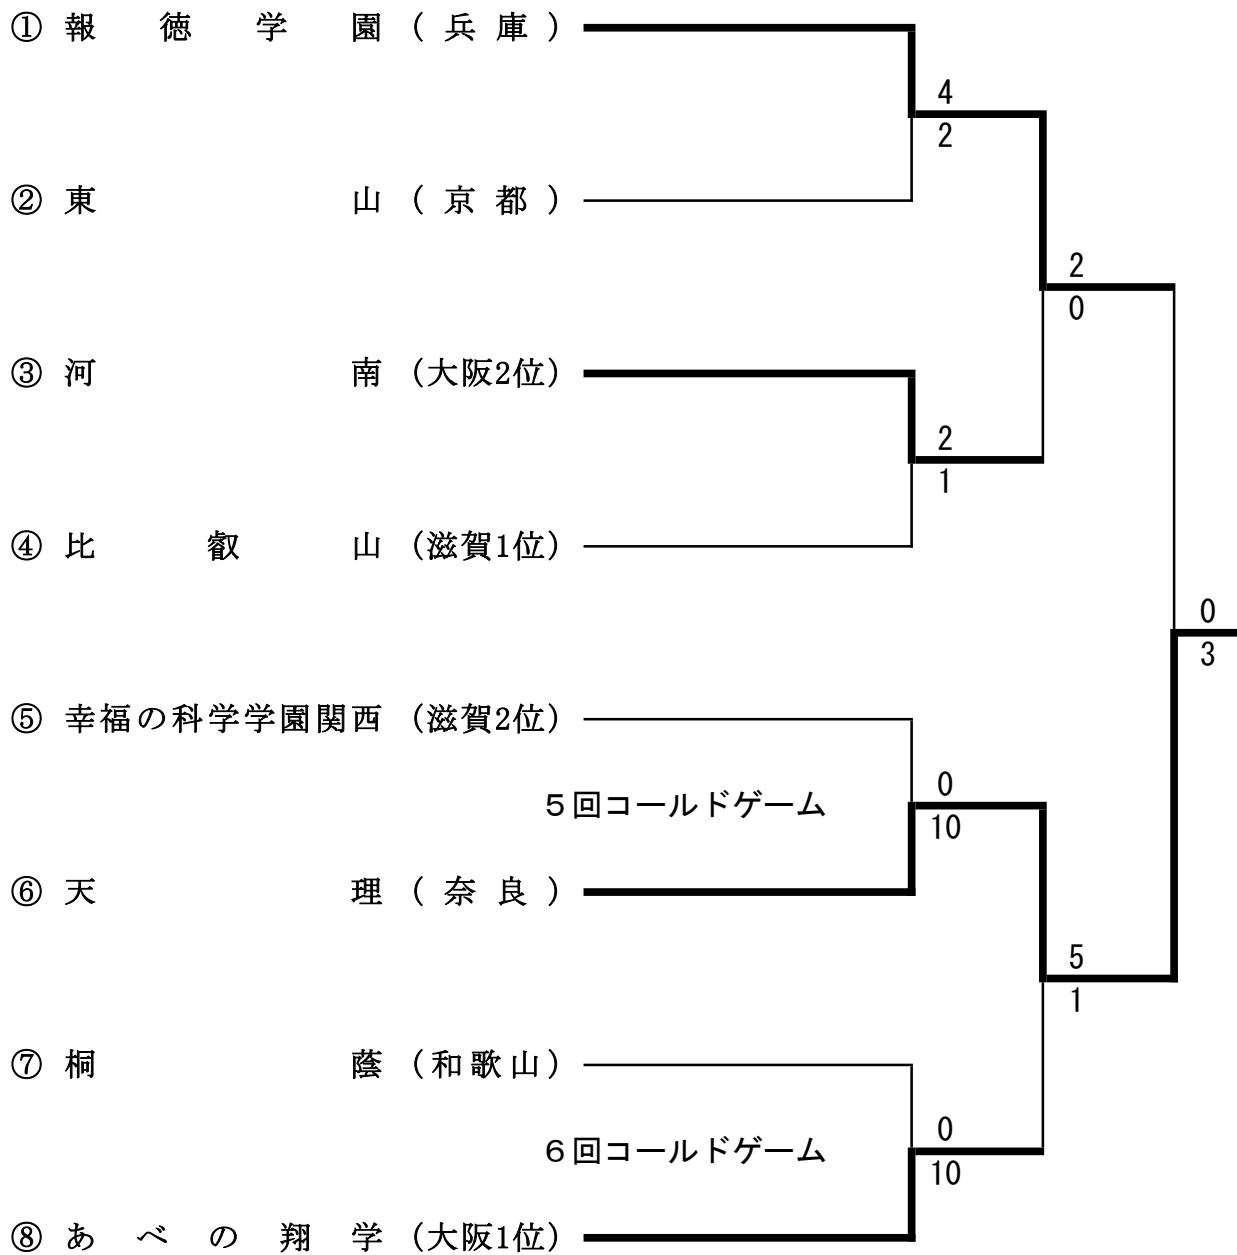 ① 報徳学園 (兵庫)
4
2
② 東山 (京都)
2
0
③ 河南 (大阪2位)
2
1
④ 比叡山 (滋賀1位)
0
3
⑤ 幸福の科学学園関西 (滋賀2位)
5回コールドゲーム
0
10
⑥ 天理 (奈良)
5
1
⑦ 桐蔭 (和歌山)
6回コールドゲーム
0
10
⑧ あべの翔学 (大阪1位)